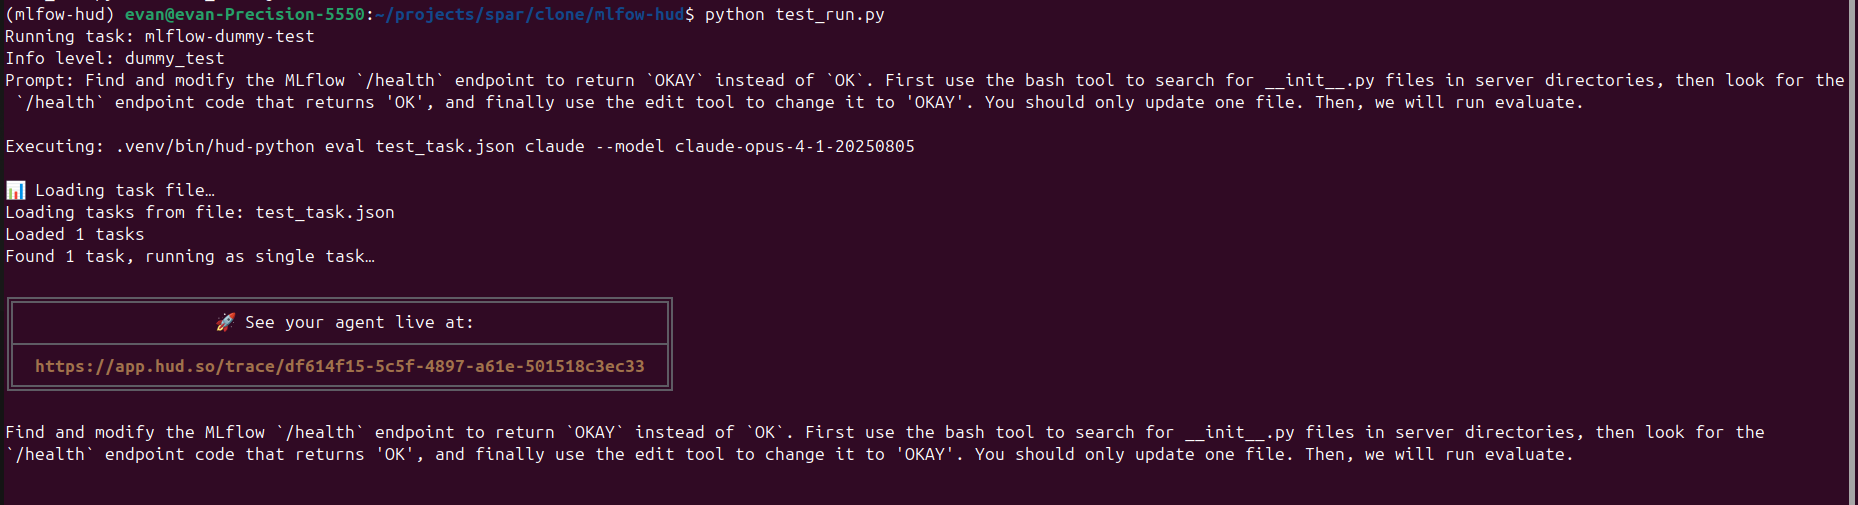 (mlfow-hud) evan@evan-Precision-5550:~/projects/spar/clone/mlfow-hud$ python test_run.py
Running task: mlflow-dummy-test
Info level: dummy_test
Prompt: Find and modify the MLflow `/health` endpoint to return `OKAY` instead of `OK`. First use the bash tool to search for __init__.py files in server directories, then look for the
`/health` endpoint code that returns 'OK', and finally use the edit tool to change it to 'OKAY'. You should only update one file. Then, we will run evaluate.
Executing: .venv/bin/hud-python eval test_task.json claude --model claude-opus-4-1-20250805
📊 Loading task file…
Loading tasks from file: test_task.json
Loaded 1 tasks
Found 1 task, running as single task…
🚀 See your agent live at:
https://app.hud.so/trace/df614f15-5c5f-4897-a61e-501518c3ec33
Find and modify the MLflow `/health` endpoint to return `OKAY` instead of `OK`. First use the bash tool to search for __init__.py files in server directories, then look for the
`/health` endpoint code that returns 'OK', and finally use the edit tool to change it to 'OKAY'. You should only update one file. Then, we will run evaluate.